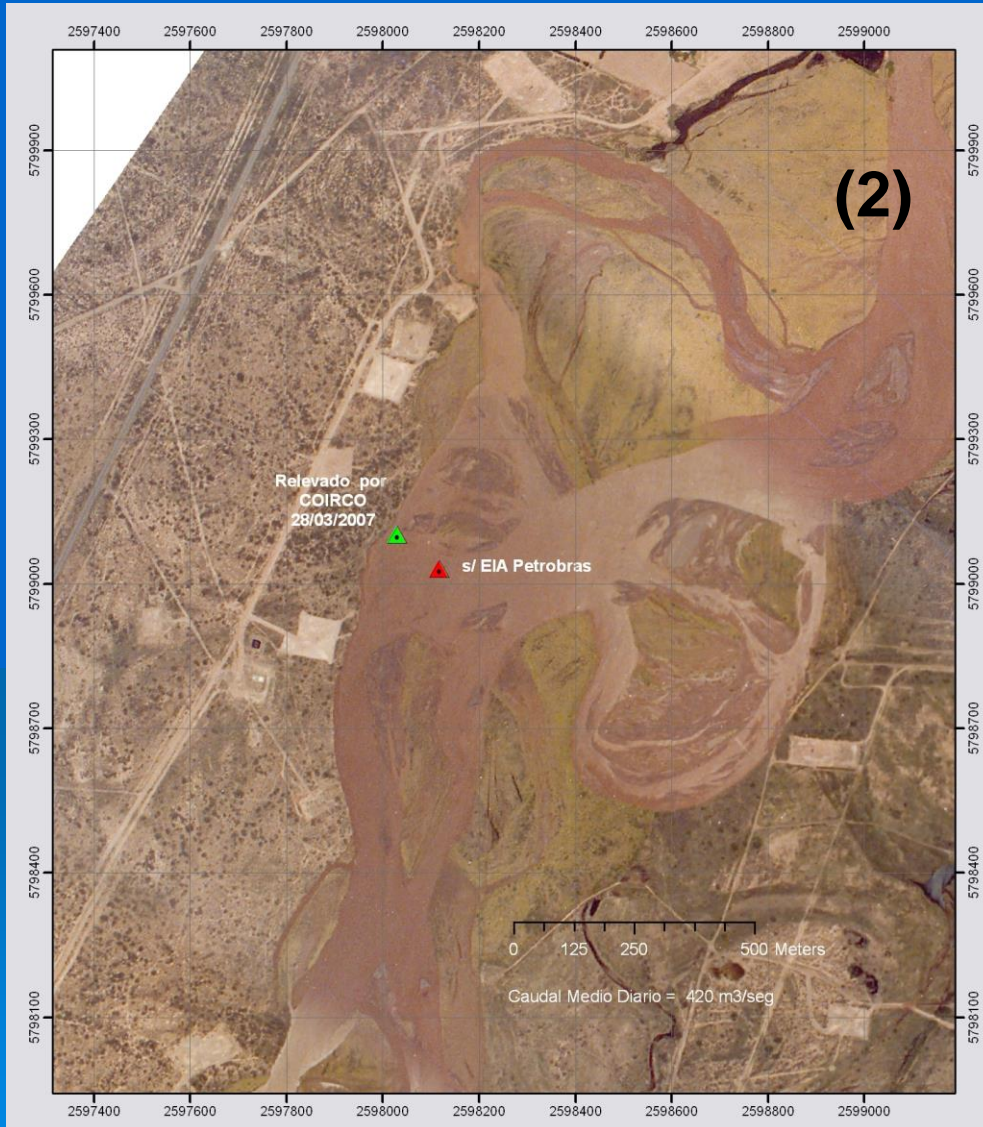 2597400 2597600 2597800 2598000 2598200 2598400 2598600 2598800 2599000
5799900 5799900
(2)
5799600 5799600
5799300 5799300
Relevado por
COIRCO
28/03/2007
s/ EIA Petrobras
5799000 5799000
5798700 5798700
5798400 5798400
0 125 250 500 Meters
Caudal Medio Diario = 420 m3/seg
5798100 5798100
2597400 2597600 2597800 2598000 2598200 2598400 2598600 2598800 2599000